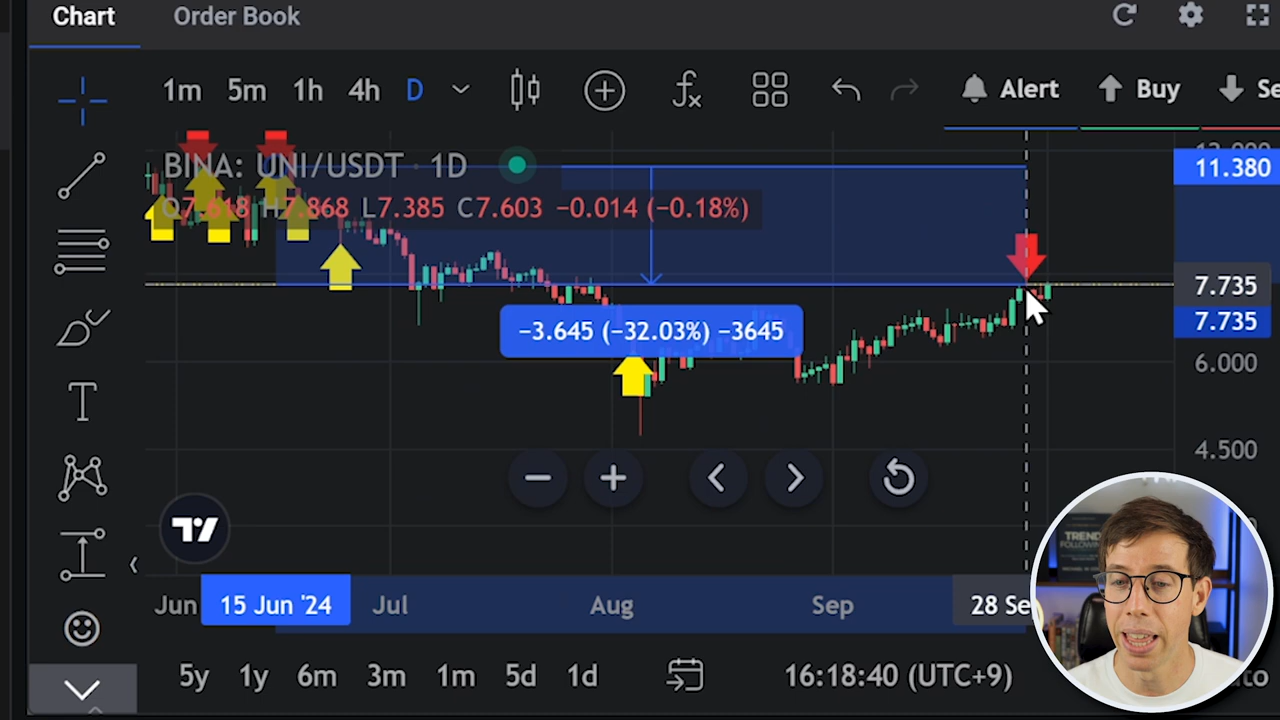 Chart Order Book
1m 5m 1h 4h D Alert Buy Se
BINA: UNI/USDT · 1D
O7.618 H7.868 L7.385 C7.603 −0.014 (−0.18%)
11.380
7.735
7.735
−3.645 (−32.03%) −3645
6.000
4.500
TREND
FOLLOWING
Jun 15 Jun '24 Jul Aug Sep 28 Se
5y 1y 6m 3m 1m 5d 1d 16:18:40 (UTC+9)